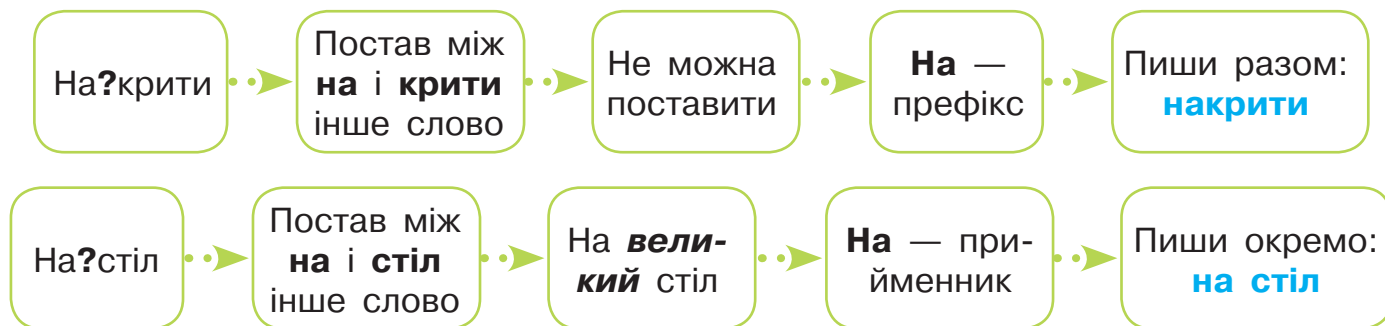 На?крити
Постав між
на і крити
інше слово
Не можна
поставити
На —
префікс
Пиши разом:
накрити
На?стіл
Постав між
на і стіл
інше слово
На вели-
кий стіл
На — при-
йменник
Пиши окремо:
на стіл